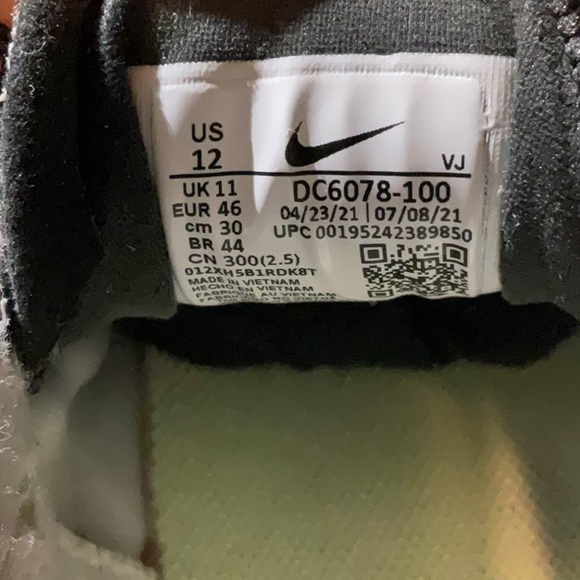 US
12
VJ
UK 11
DC6078-100
EUR 46
04/23/21 | 07/08/21
cm 30
UPC 00195242389850
BR 44
CN 300(2.5)
012XH5B1RDK8T
MADE IN VIETNAM
HECHO EN VIETNAM
FABRIQUE AU VIETNAM